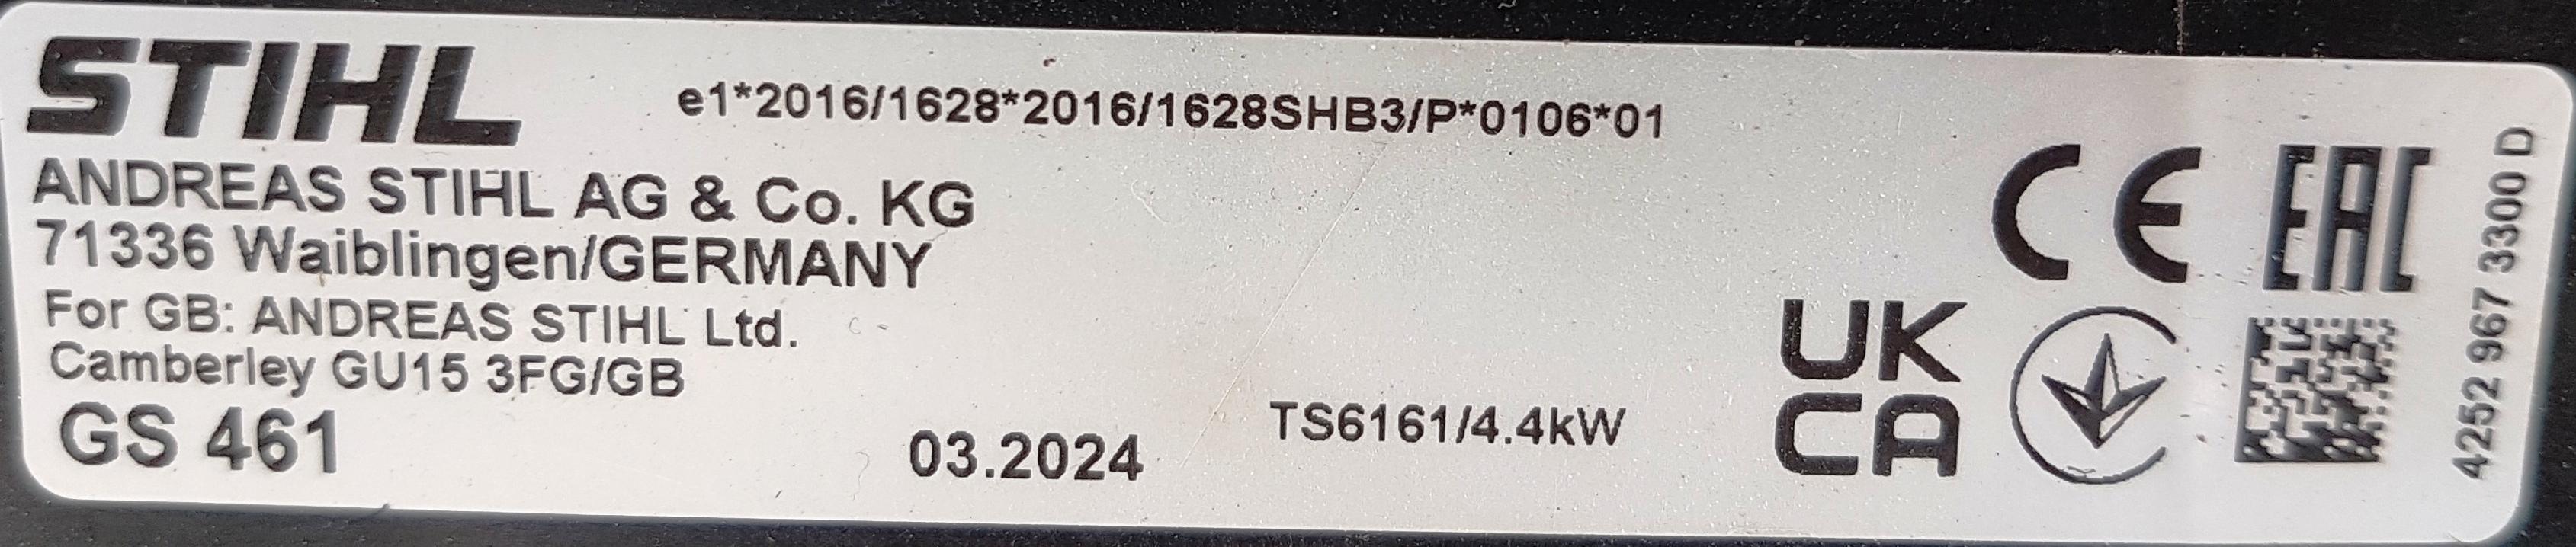 STIHL
e1*2016/1628*2016/1628SHB3/P*0106*01
ANDREAS STIHL AG & Co. KG
71336 Waiblingen/GERMANY
For GB: ANDREAS STIHL Ltd.
Camberley GU15 3FG/GB
GS 461
03.2024
TS6161/4.4kW
CE
EAC
UK
CA
4252 967 3300 D